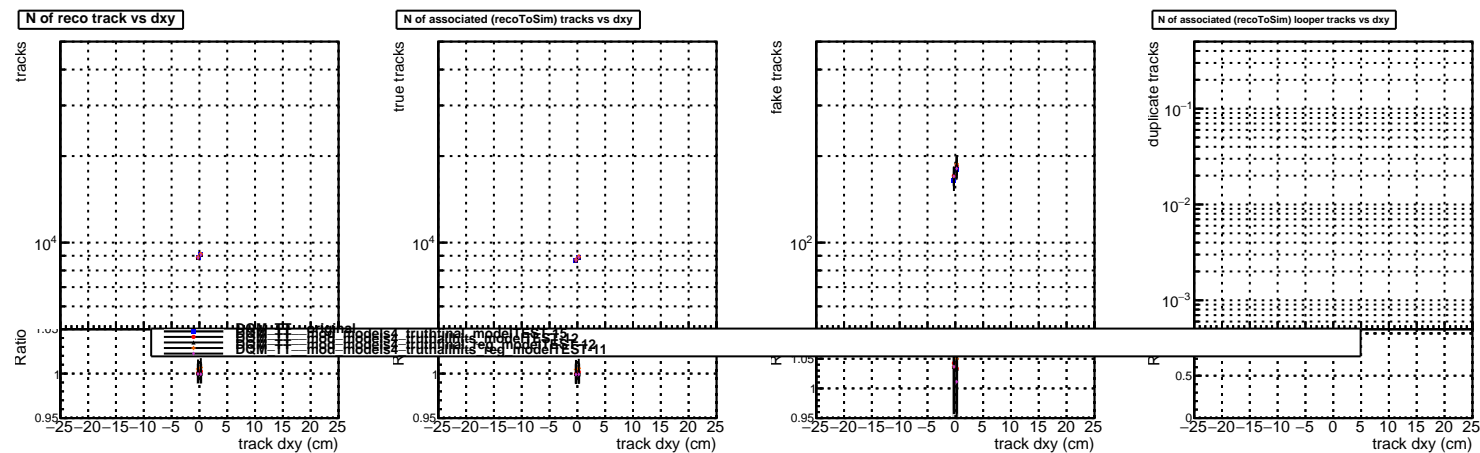 N of reco track vs dxy
tracks
10⁴
Ratio
1
0.95
−25 −20 −15 −10 −5 0 5 10 15 20 25
track dxy (cm)
N of associated (recoToSim) tracks vs dxy
true tracks
10⁴
1
0.95
−25 −20 −15 −10 −5 0 5 10 15 20 25
track dxy (cm)
fake tracks
10²
1.05
1
0.95
−25 −20 −15 −10 −5 0 5 10 15 20 25
track dxy (cm)
N of associated (recoToSim) looper tracks vs dxy
duplicate tracks
10⁻¹
10⁻²
10⁻³
0.5
0
−25 −20 −15 −10 −5 0 5 10 15 20 25
track dxy (cm)